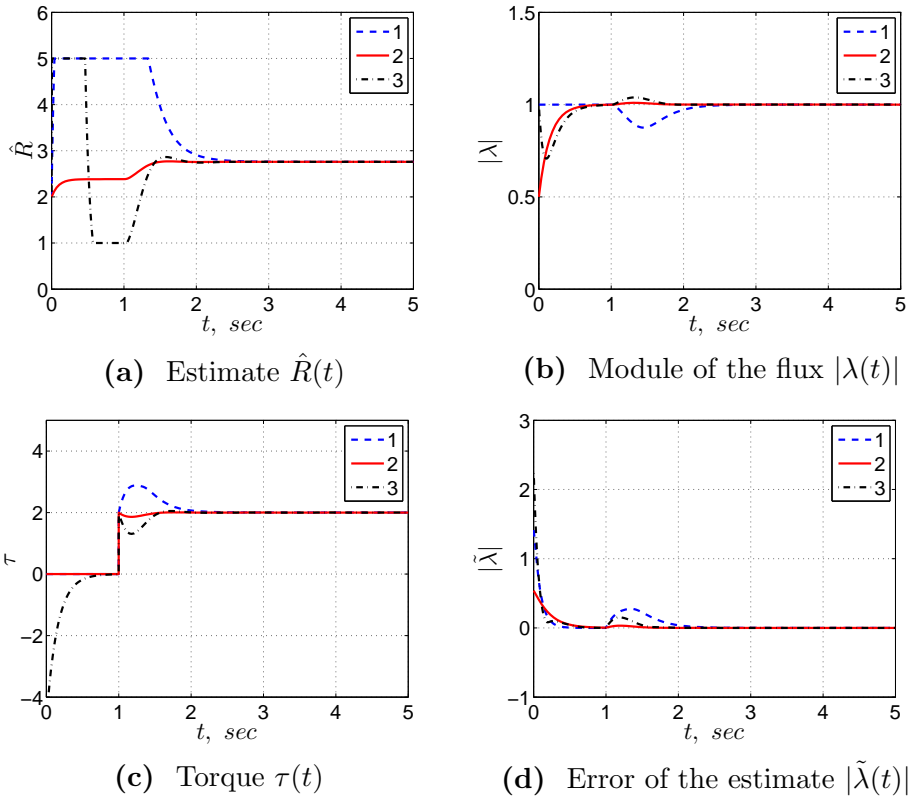 6
5
4
3
2
1
0
R̂
0 1 2 3 4 5
t, sec
1
2
3
(a) Estimate R̂(t)
1.5
1
0.5
0
|λ|
0 1 2 3 4 5
t, sec
1
2
3
(b) Module of the flux |λ(t)|
4
2
0
−2
−4
τ
0 1 2 3 4 5
t, sec
1
2
3
(c) Torque τ(t)
3
2
1
0
−1
|λ̃|
0 1 2 3 4 5
t, sec
1
2
3
(d) Error of the estimate |λ̃(t)|